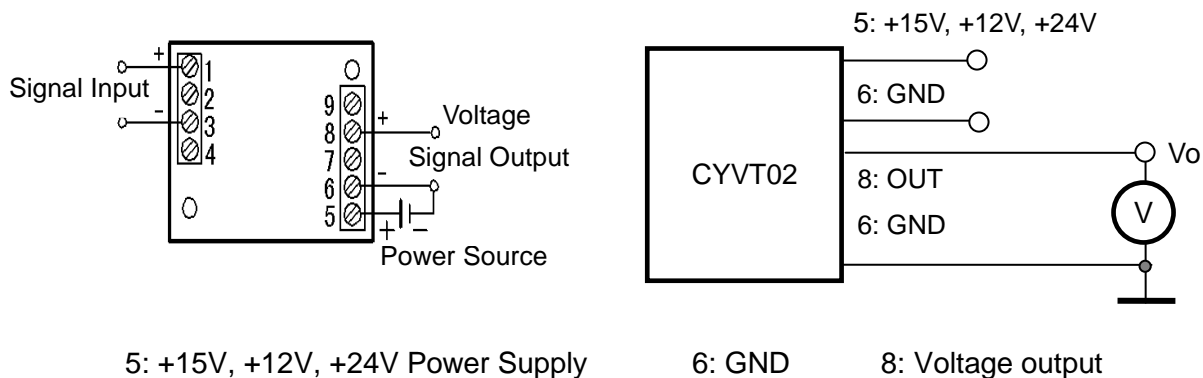 Signal Input
+
-
1
2
3
4
9
8
7
6
5
+
-
+
-
Voltage
Signal Output
Power Source
5: +15V, +12V, +24V
6: GND
CYVT02
8: OUT
6: GND
Vo
V
5: +15V, +12V, +24V Power Supply 6: GND 8: Voltage output